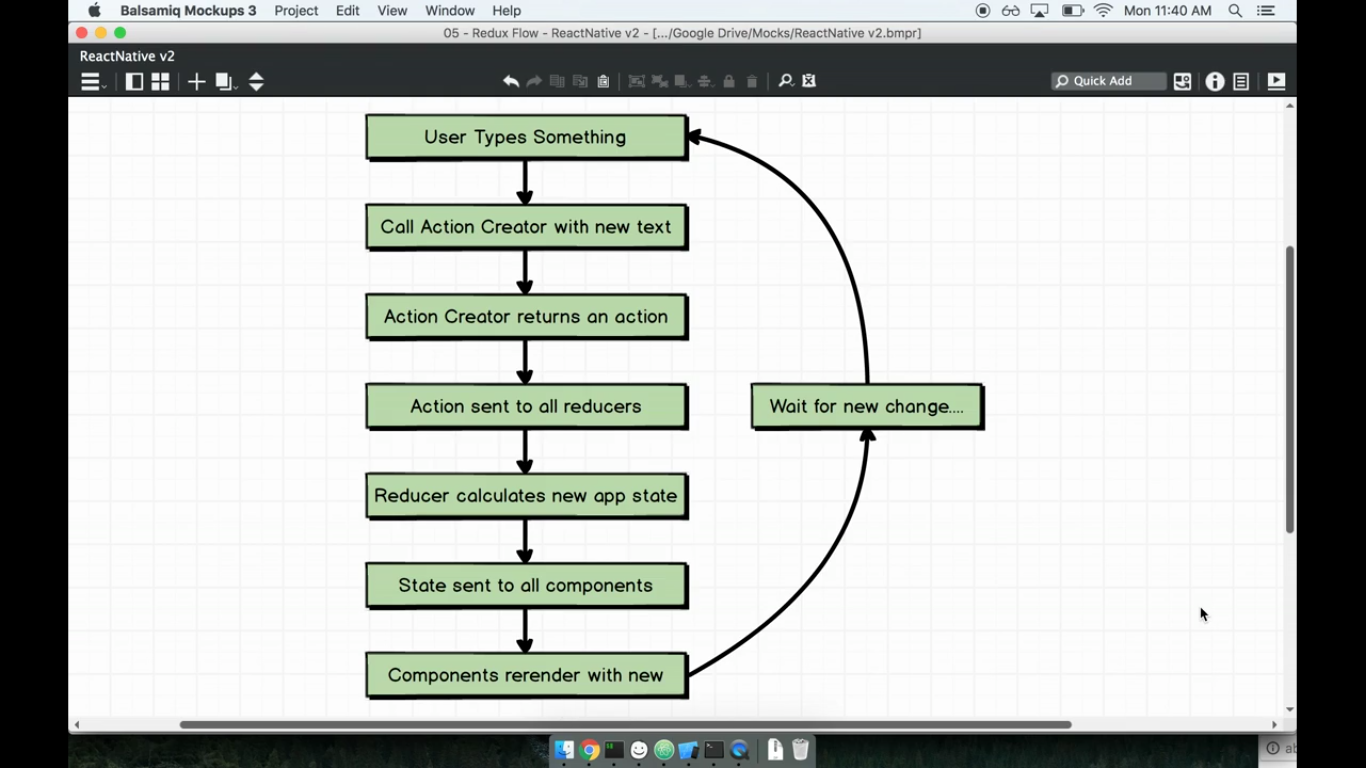 Balsamiq Mockups 3 Project Edit View Window Help Mon 11:40 AM
05 - Redux Flow - ReactNative v2 - [.../Google Drive/Mocks/ReactNative v2.bmpr]
ReactNative v2
Quick Add
User Types Something
Call Action Creator with new text
Action Creator returns an action
Action sent to all reducers
Wait for new change....
Reducer calculates new app state
State sent to all components
Components rerender with new